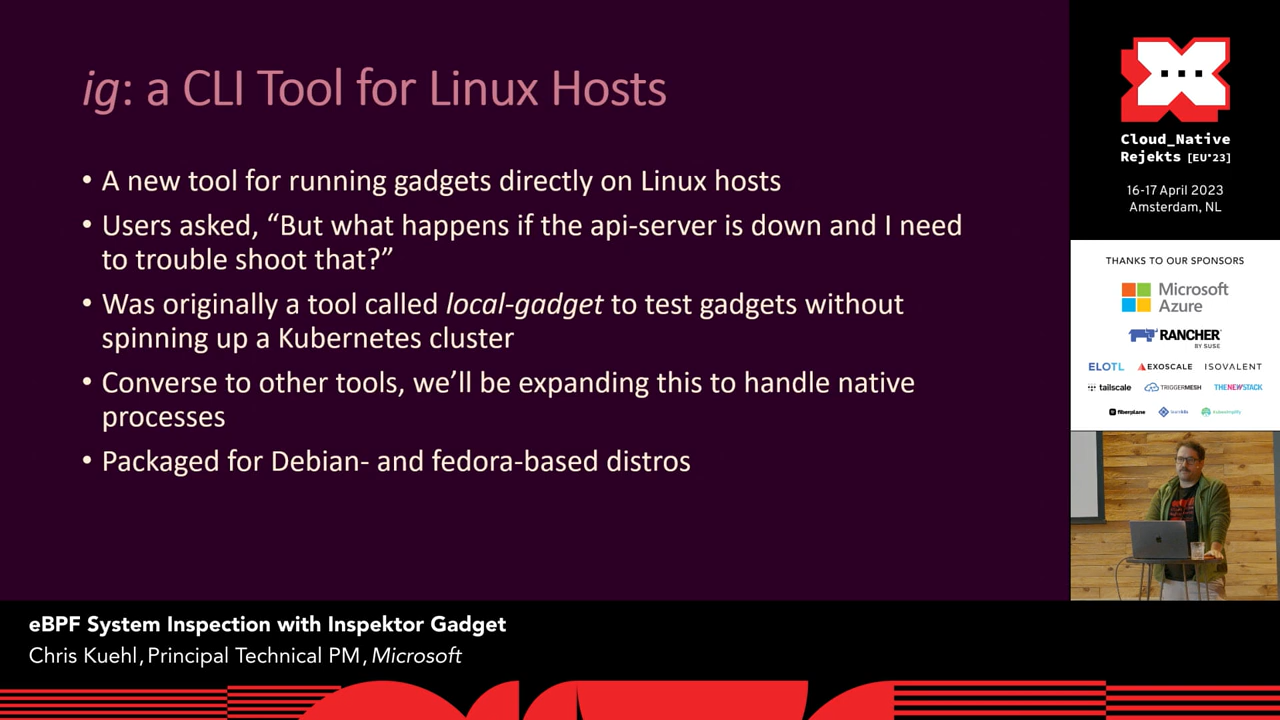 ig: a CLI Tool for Linux Hosts
• A new tool for running gadgets directly on Linux hosts
• Users asked, “But what happens if the api-server is down and I need
to trouble shoot that?”
• Was originally a tool called local-gadget to test gadgets without
spinning up a Kubernetes cluster
• Converse to other tools, we’ll be expanding this to handle native
processes
• Packaged for Debian- and fedora-based distros
Cloud_Native
Rejekts [EU'23]
16-17 April 2023
Amsterdam, NL
THANKS TO OUR SPONSORS
Microsoft
Azure
RANCHER
BY SUSE
ELOTL EXOSCALE ISOVALENT
tailscale TRIGGERMESH THENEWSTACK
fiberplane
eBPF System Inspection with Inspektor Gadget
Chris Kuehl, Principal Technical PM, Microsoft